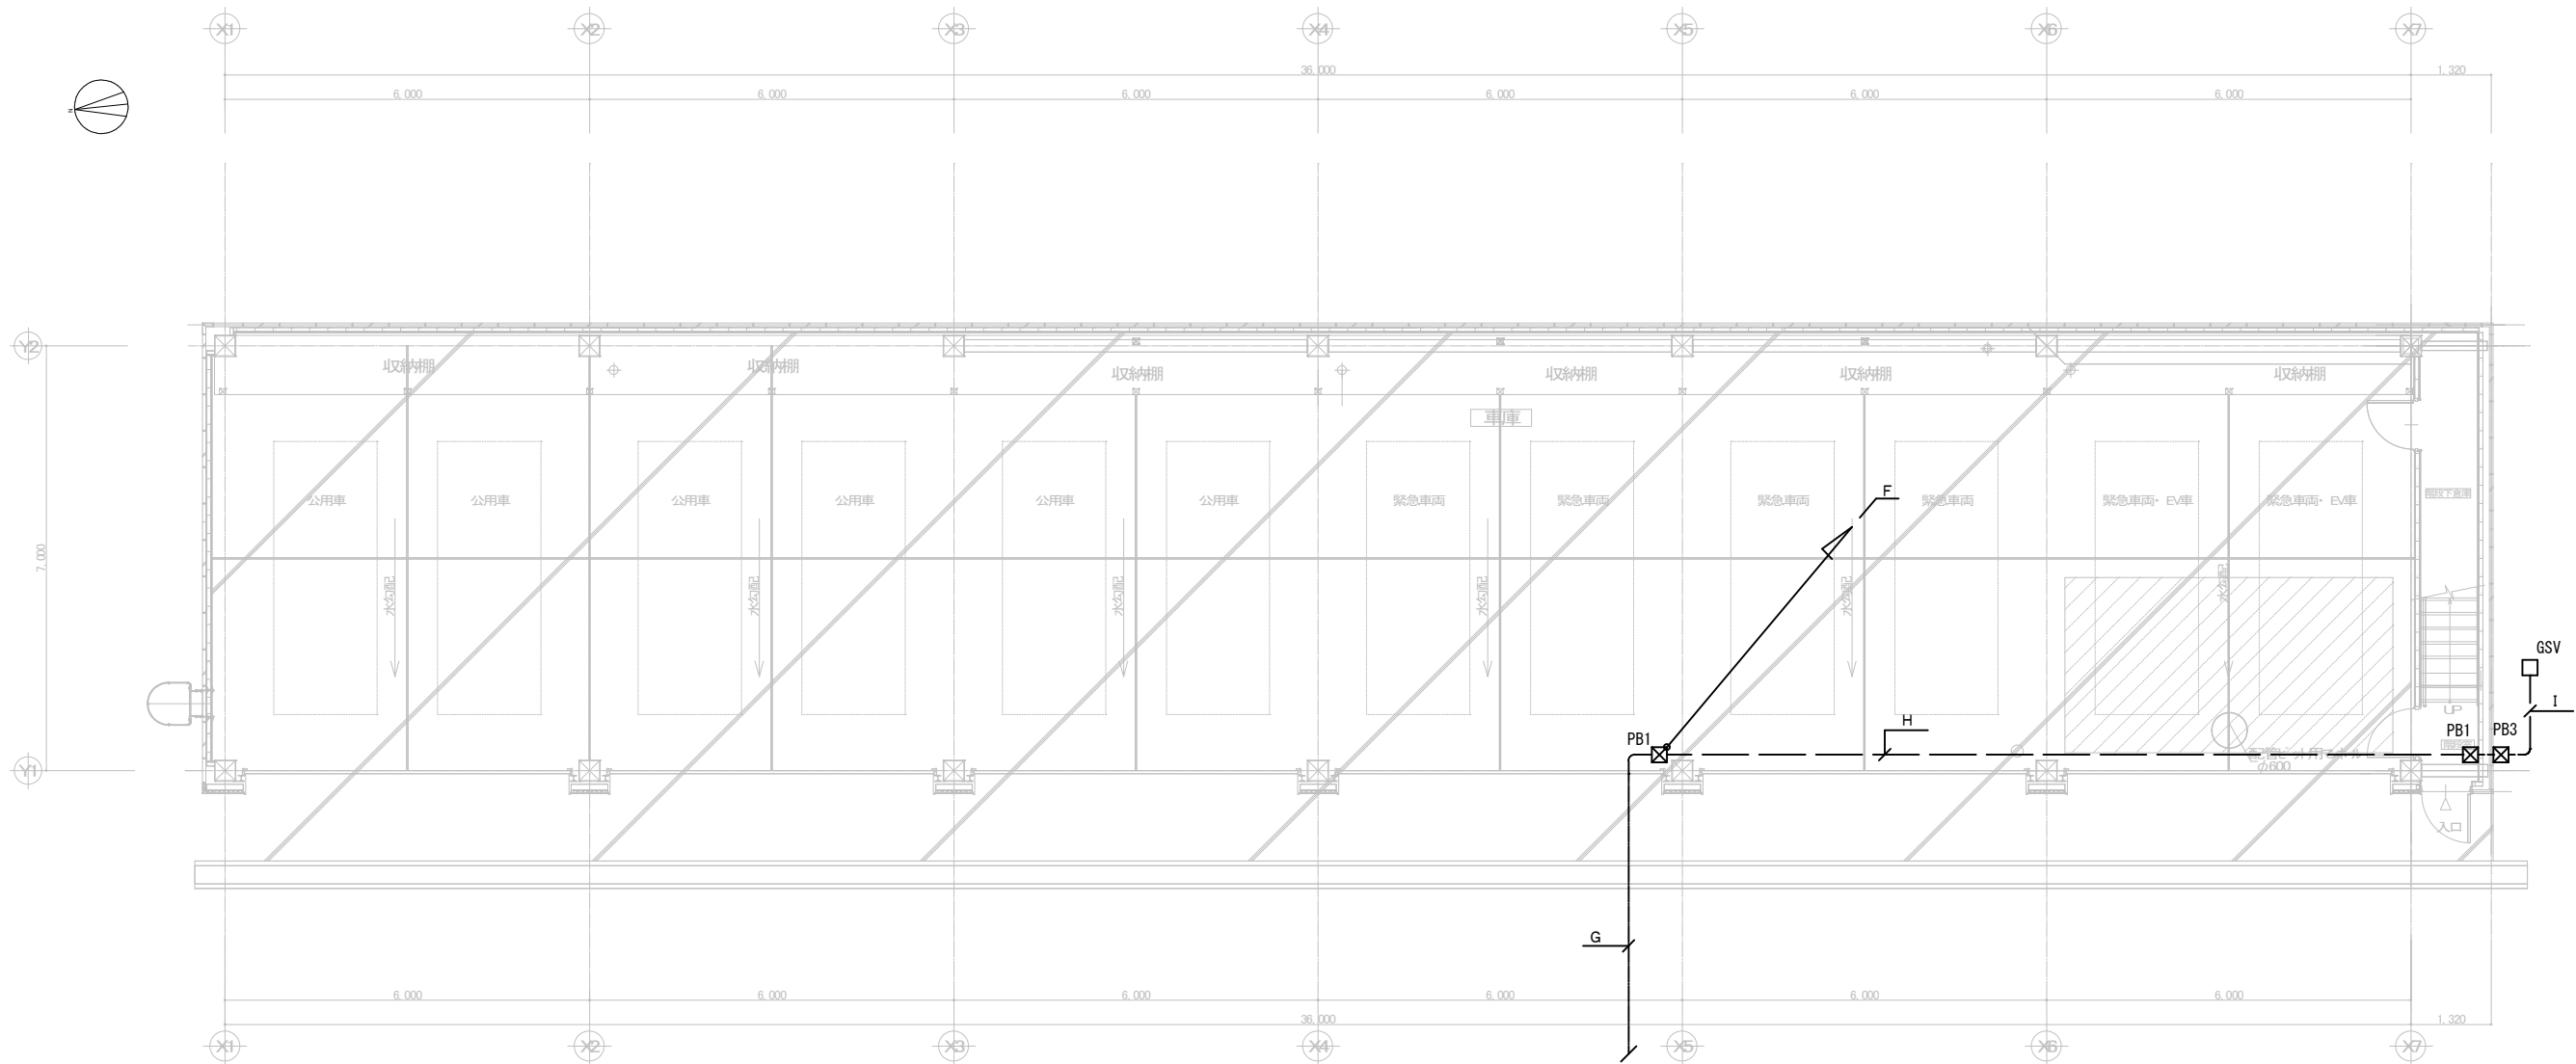 X1 X2 X3 X4 X5 X6 X7
36,000 1,320
6,000 6,000 6,000 6,000 6,000 6,000
N
Y2
収納棚 収納棚 収納棚 収納棚 収納棚 収納棚
車庫
公用車 公用車 公用車 公用車 公用車 公用車 緊急車両 緊急車両 緊急車両 緊急車両 緊急車両・EV車 緊急車両・EV車
F
階段下倉庫
7,000
水勾配 水勾配 水勾配 水勾配 水勾配 水勾配
GSV
UP
I
H
PB1 PB1 PB3
Y1
φ600
入口
G
6,000 6,000 6,000 6,000 6,000 6,000
36,000 1,320
X1 X2 X3 X4 X5 X6 X7